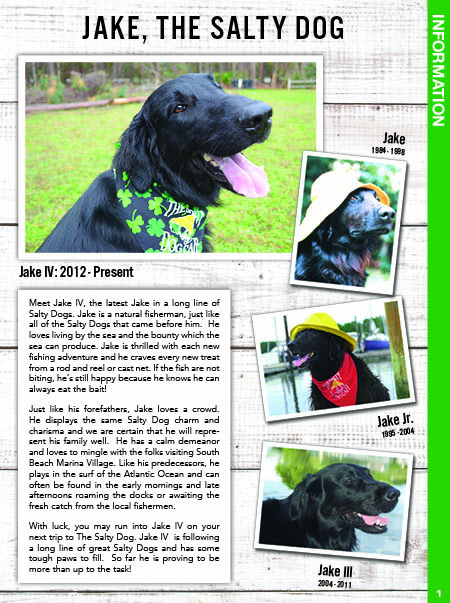 JAKE, THE SALTY DOG
INFORMATION
THE SALTY
DOG CAFE
Jake
1984 - 1998
Jake IV: 2012 - Present
Meet Jake IV, the latest Jake in a long line of
Salty Dogs. Jake is a natural fisherman, just like
all of the Salty Dogs that came before him. He
loves living by the sea and the bounty which the
sea can produce. Jake is thrilled with each new
fishing adventure and he craves every new treat
from a rod and reel or cast net. If the fish are not
biting, he's still happy because he knows he can
always eat the bait!
Just like his forefathers, Jake loves a crowd.
He displays the same Salty Dog charm and
charisma and we are certain that he will repre-
sent his family well. He has a calm demeanor
and loves to mingle with the folks visiting South
Beach Marina Village. Like his predecessors, he
plays in the surf of the Atlantic Ocean and can
often be found in the early mornings and late
afternoons roaming the docks or awaiting the
fresh catch from the local fishermen.
With luck, you may run into Jake IV on your
next trip to The Salty Dog. Jake IV is following
a long line of great Salty Dogs and has some
tough paws to fill. So far he is proving to be
more than up to the task!
Jake Jr.
1995 -2004
Jake III
2004 - 2011
1